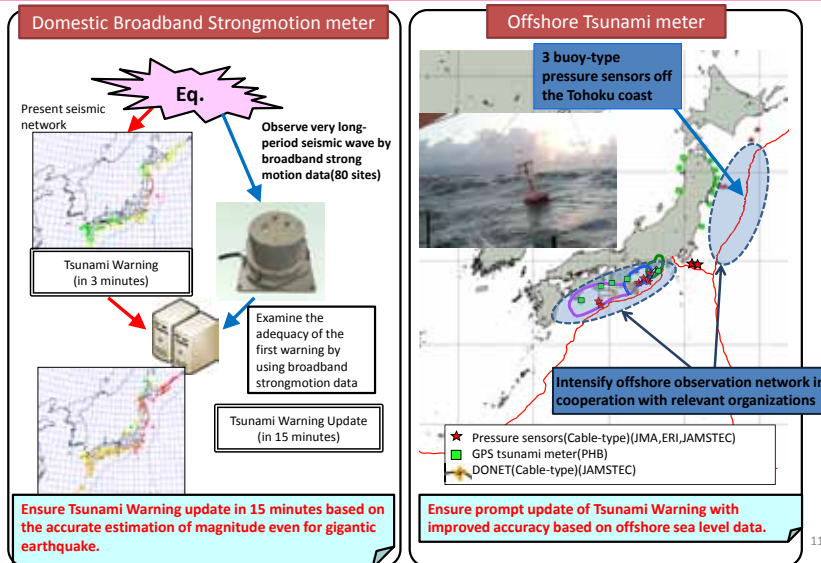 Domestic Broadband Strongmotion meter
Eq.
Present seismic
network
Observe very long-
period seismic wave by
broadband strong
motion data(80 sites)
Tsunami Warning
(in 3 minutes)
Examine the
adequacy of the
first warning by
using broadband
strongmotion data
Tsunami Warning Update
(in 15 minutes)
Ensure Tsunami Warning update in 15 minutes based on
the accurate estimation of magnitude even for gigantic
earthquake.
Offshore Tsunami meter
3 buoy-type
pressure sensors off
the Tohoku coast
Intensify offshore observation network in
cooperation with relevant organizations
Pressure sensors(Cable-type)(JMA,ERI,JAMSTEC)
GPS tsunami meter(PHB)
DONET(Cable-type)(JAMSTEC)
Ensure prompt update of Tsunami Warning with
improved accuracy based on offshore sea level data.
11